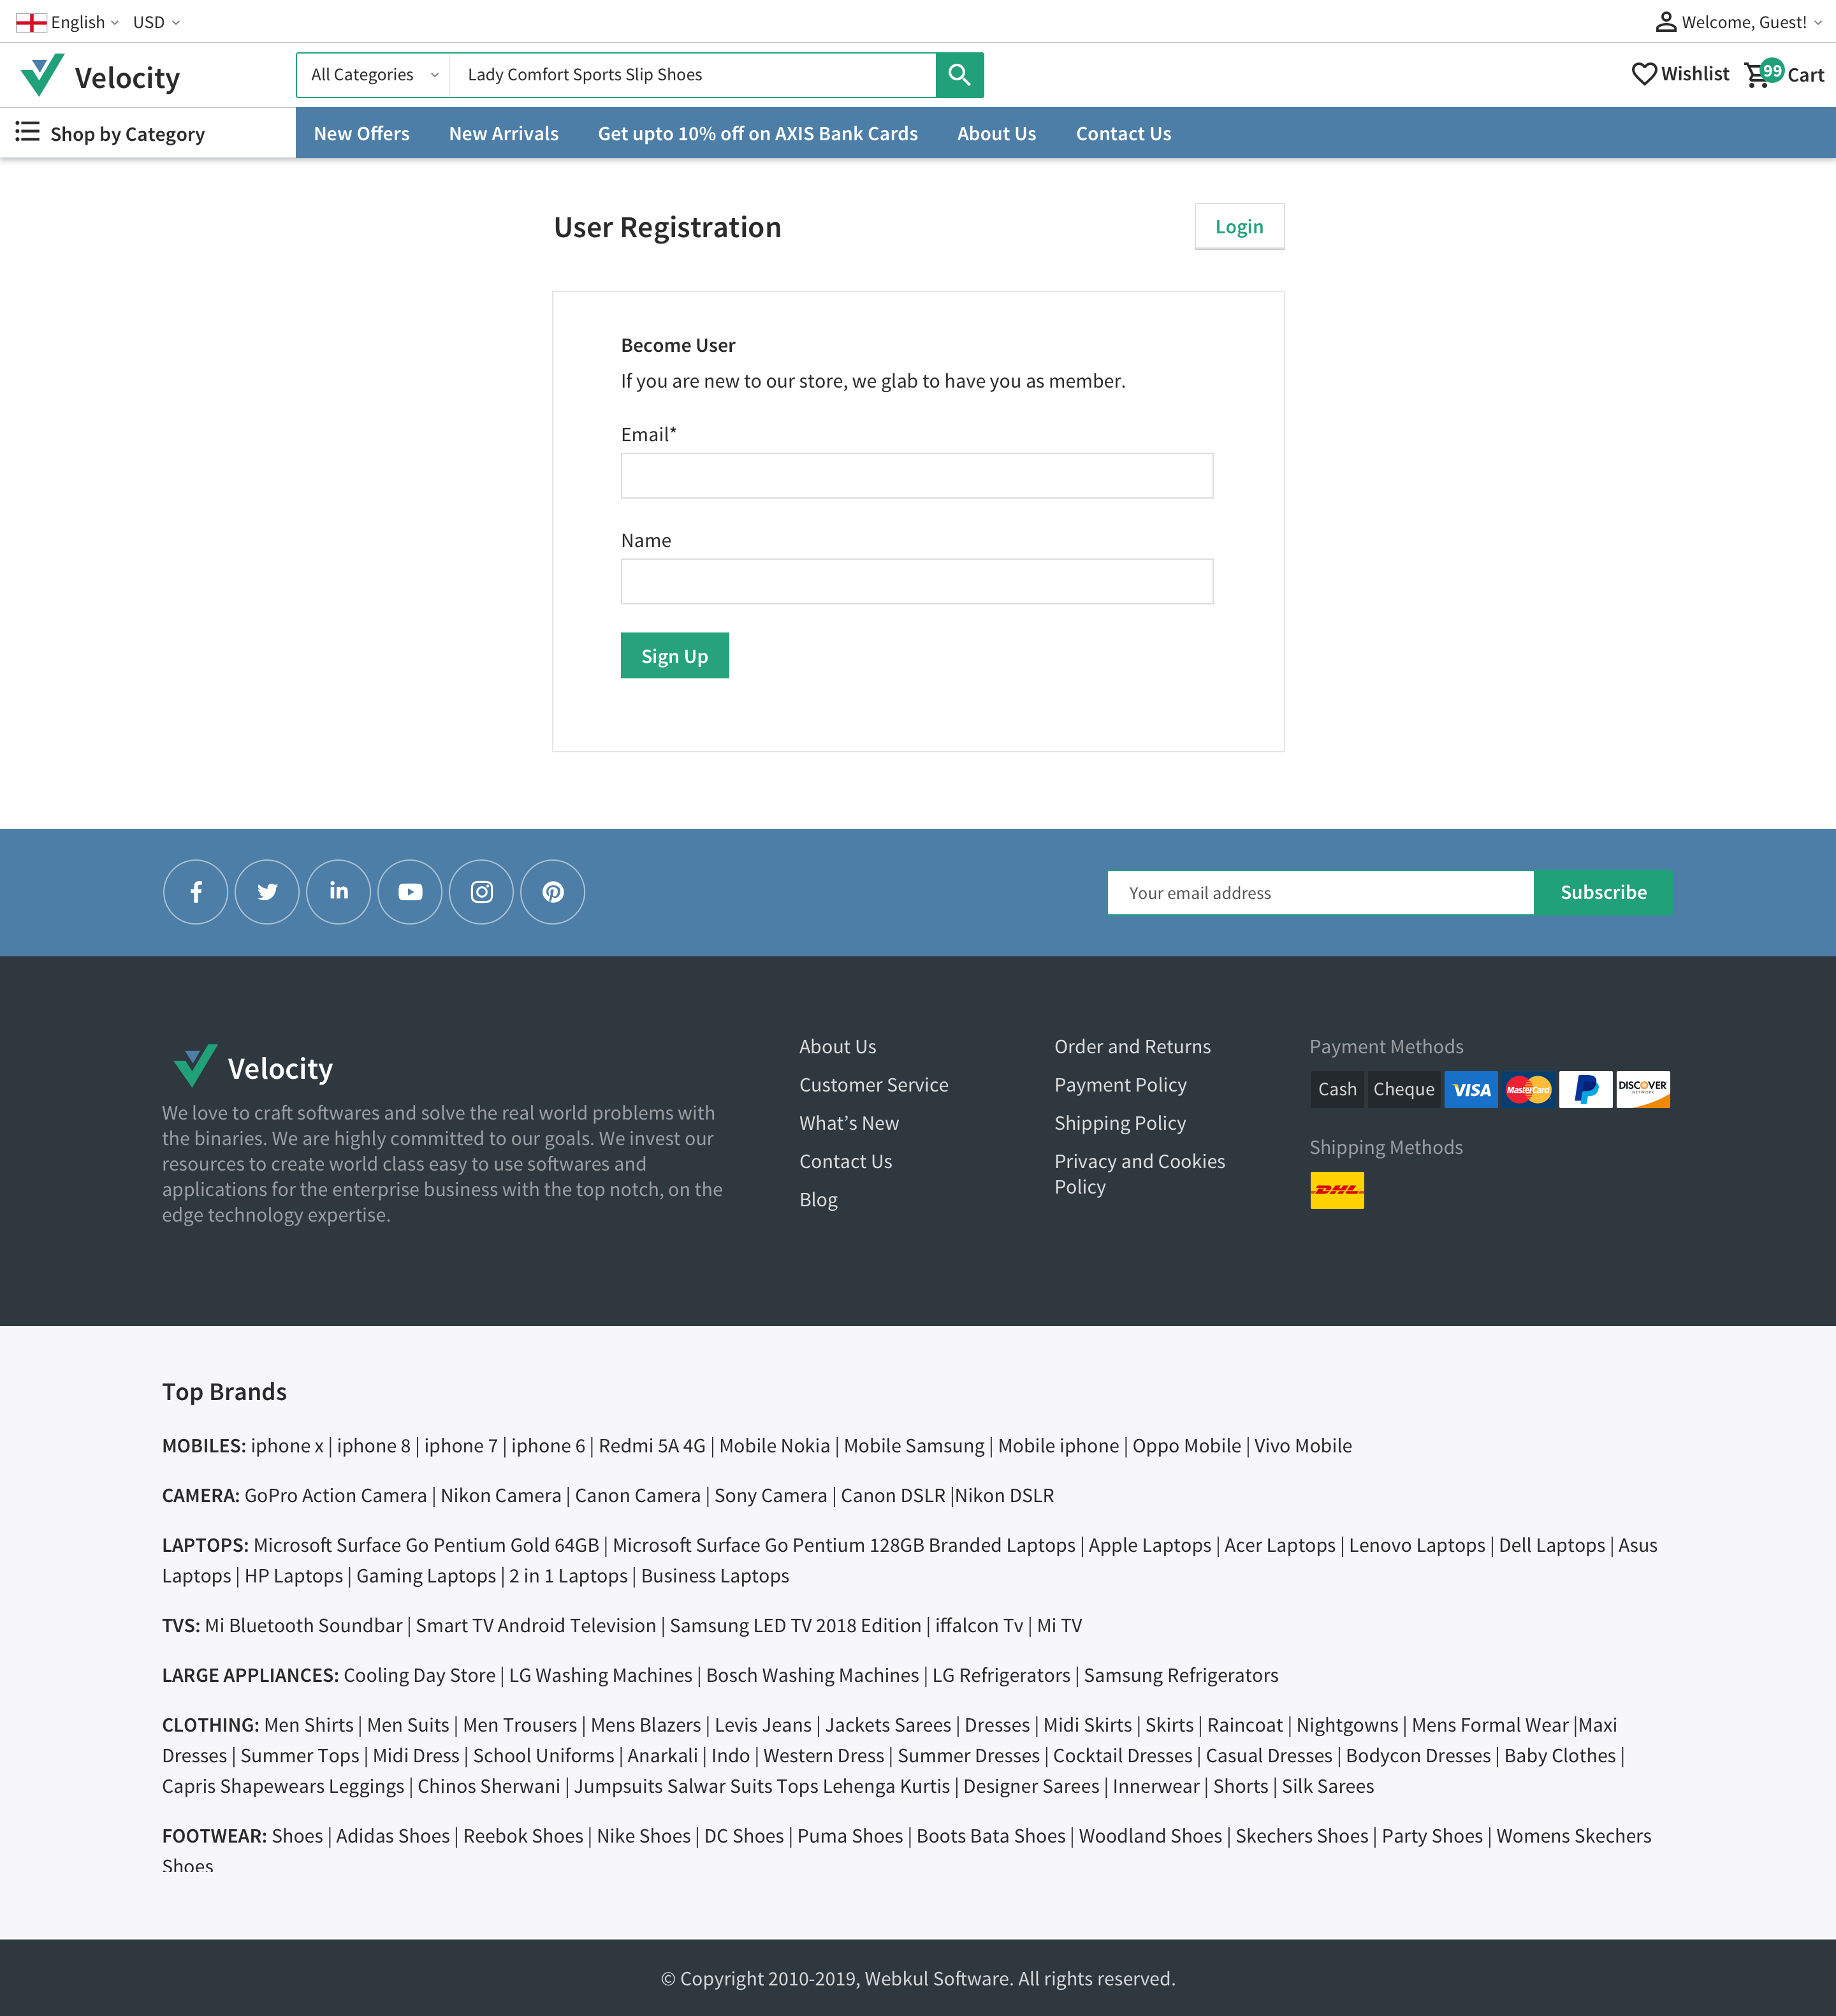 English USD Welcome, Guest!
Velocity All Categories Lady Comfort Sports Slip Shoes Wishlist 99 Cart
Shop by Category New Offers New Arrivals Get upto 10% off on AXIS Bank Cards About Us Contact Us
User Registration Login
Become User
If you are new to our store, we glab to have you as member.
Email*
Name
Sign Up
Your email address Subscribe
Velocity
We love to craft softwares and solve the real world problems with
the binaries. We are highly committed to our goals. We invest our
resources to create world class easy to use softwares and
applications for the enterprise business with the top notch, on the
edge technology expertise.
About Us
Customer Service
What’s New
Contact Us
Blog
Order and Returns
Payment Policy
Shipping Policy
Privacy and Cookies
Policy
Payment Methods
Cash Cheque VISA MasterCard DISCOVER NETWORK
Shipping Methods
DHL
Top Brands
MOBILES: iphone x | iphone 8 | iphone 7 | iphone 6 | Redmi 5A 4G | Mobile Nokia | Mobile Samsung | Mobile iphone | Oppo Mobile | Vivo Mobile
CAMERA: GoPro Action Camera | Nikon Camera | Canon Camera | Sony Camera | Canon DSLR |Nikon DSLR
LAPTOPS: Microsoft Surface Go Pentium Gold 64GB | Microsoft Surface Go Pentium 128GB Branded Laptops | Apple Laptops | Acer Laptops | Lenovo Laptops | Dell Laptops | Asus
Laptops | HP Laptops | Gaming Laptops | 2 in 1 Laptops | Business Laptops
TVS: Mi Bluetooth Soundbar | Smart TV Android Television | Samsung LED TV 2018 Edition | iffalcon Tv | Mi TV
LARGE APPLIANCES: Cooling Day Store | LG Washing Machines | Bosch Washing Machines | LG Refrigerators | Samsung Refrigerators
CLOTHING: Men Shirts | Men Suits | Men Trousers | Mens Blazers | Levis Jeans | Jackets Sarees | Dresses | Midi Skirts | Skirts | Raincoat | Nightgowns | Mens Formal Wear |Maxi
Dresses | Summer Tops | Midi Dress | School Uniforms | Anarkali | Indo | Western Dress | Summer Dresses | Cocktail Dresses | Casual Dresses | Bodycon Dresses | Baby Clothes |
Capris Shapewears Leggings | Chinos Sherwani | Jumpsuits Salwar Suits Tops Lehenga Kurtis | Designer Sarees | Innerwear | Shorts | Silk Sarees
FOOTWEAR: Shoes | Adidas Shoes | Reebok Shoes | Nike Shoes | DC Shoes | Puma Shoes | Boots Bata Shoes | Woodland Shoes | Skechers Shoes | Party Shoes | Womens Skechers
Shoes
© Copyright 2010-2019, Webkul Software. All rights reserved.